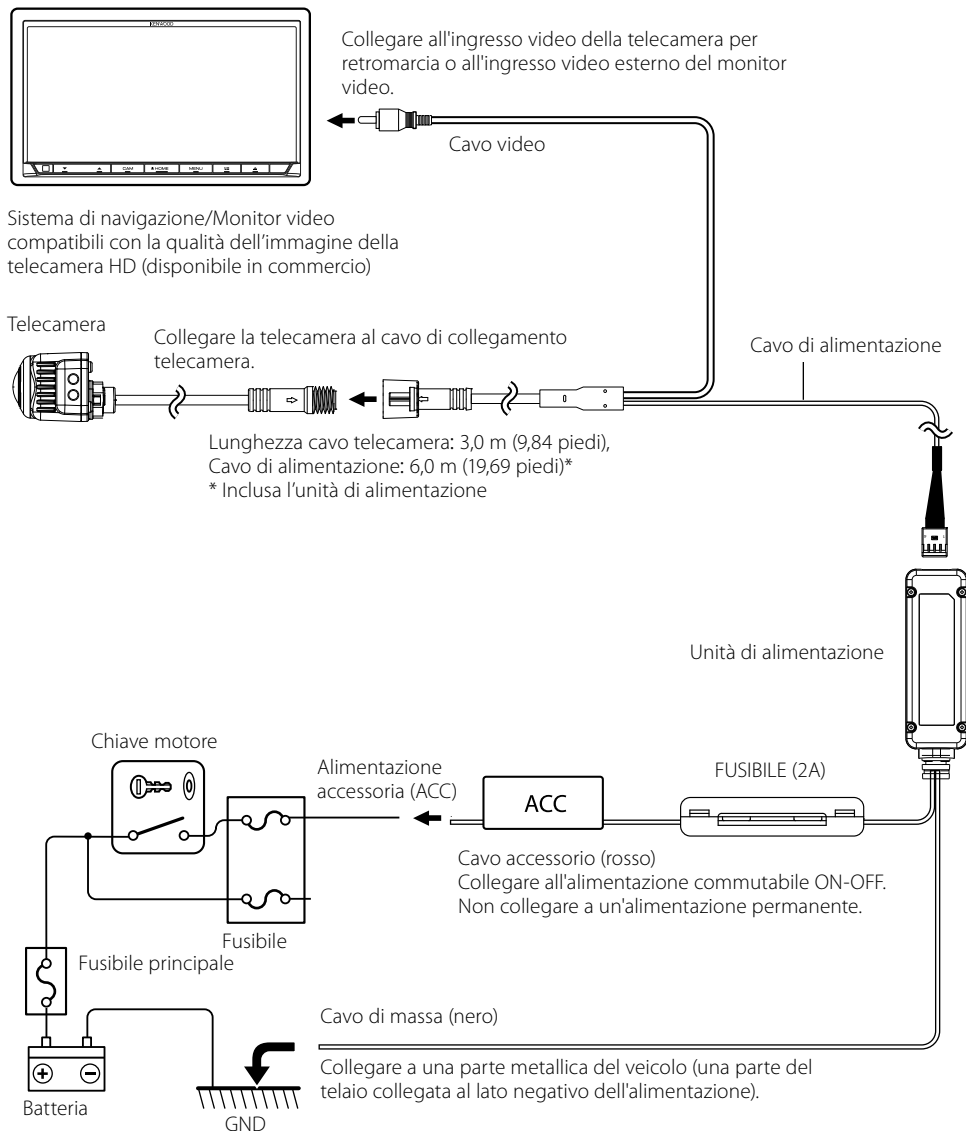 KENWOOD
Collegare all'ingresso video della telecamera per
retromarcia o all'ingresso video esterno del monitor
video.
Cavo video
CAM
HOME
MENU
Sistema di navigazione/Monitor video
compatibili con la qualità dell’immagine della
telecamera HD (disponibile in commercio)
Telecamera
Collegare la telecamera al cavo di collegamento
telecamera.
Cavo di alimentazione
Lunghezza cavo telecamera: 3,0 m (9,84 piedi),
Cavo di alimentazione: 6,0 m (19,69 piedi)*
* Inclusa l’unità di alimentazione
Unità di alimentazione
Chiave motore
Alimentazione
accessoria (ACC)
ACC
FUSIBILE (2A)
Cavo accessorio (rosso)
Collegare all'alimentazione commutabile ON-OFF.
Non collegare a un'alimentazione permanente.
Fusibile
Fusibile principale
Cavo di massa (nero)
Collegare a una parte metallica del veicolo (una parte del
telaio collegata al lato negativo dell'alimentazione).
Batteria
GND